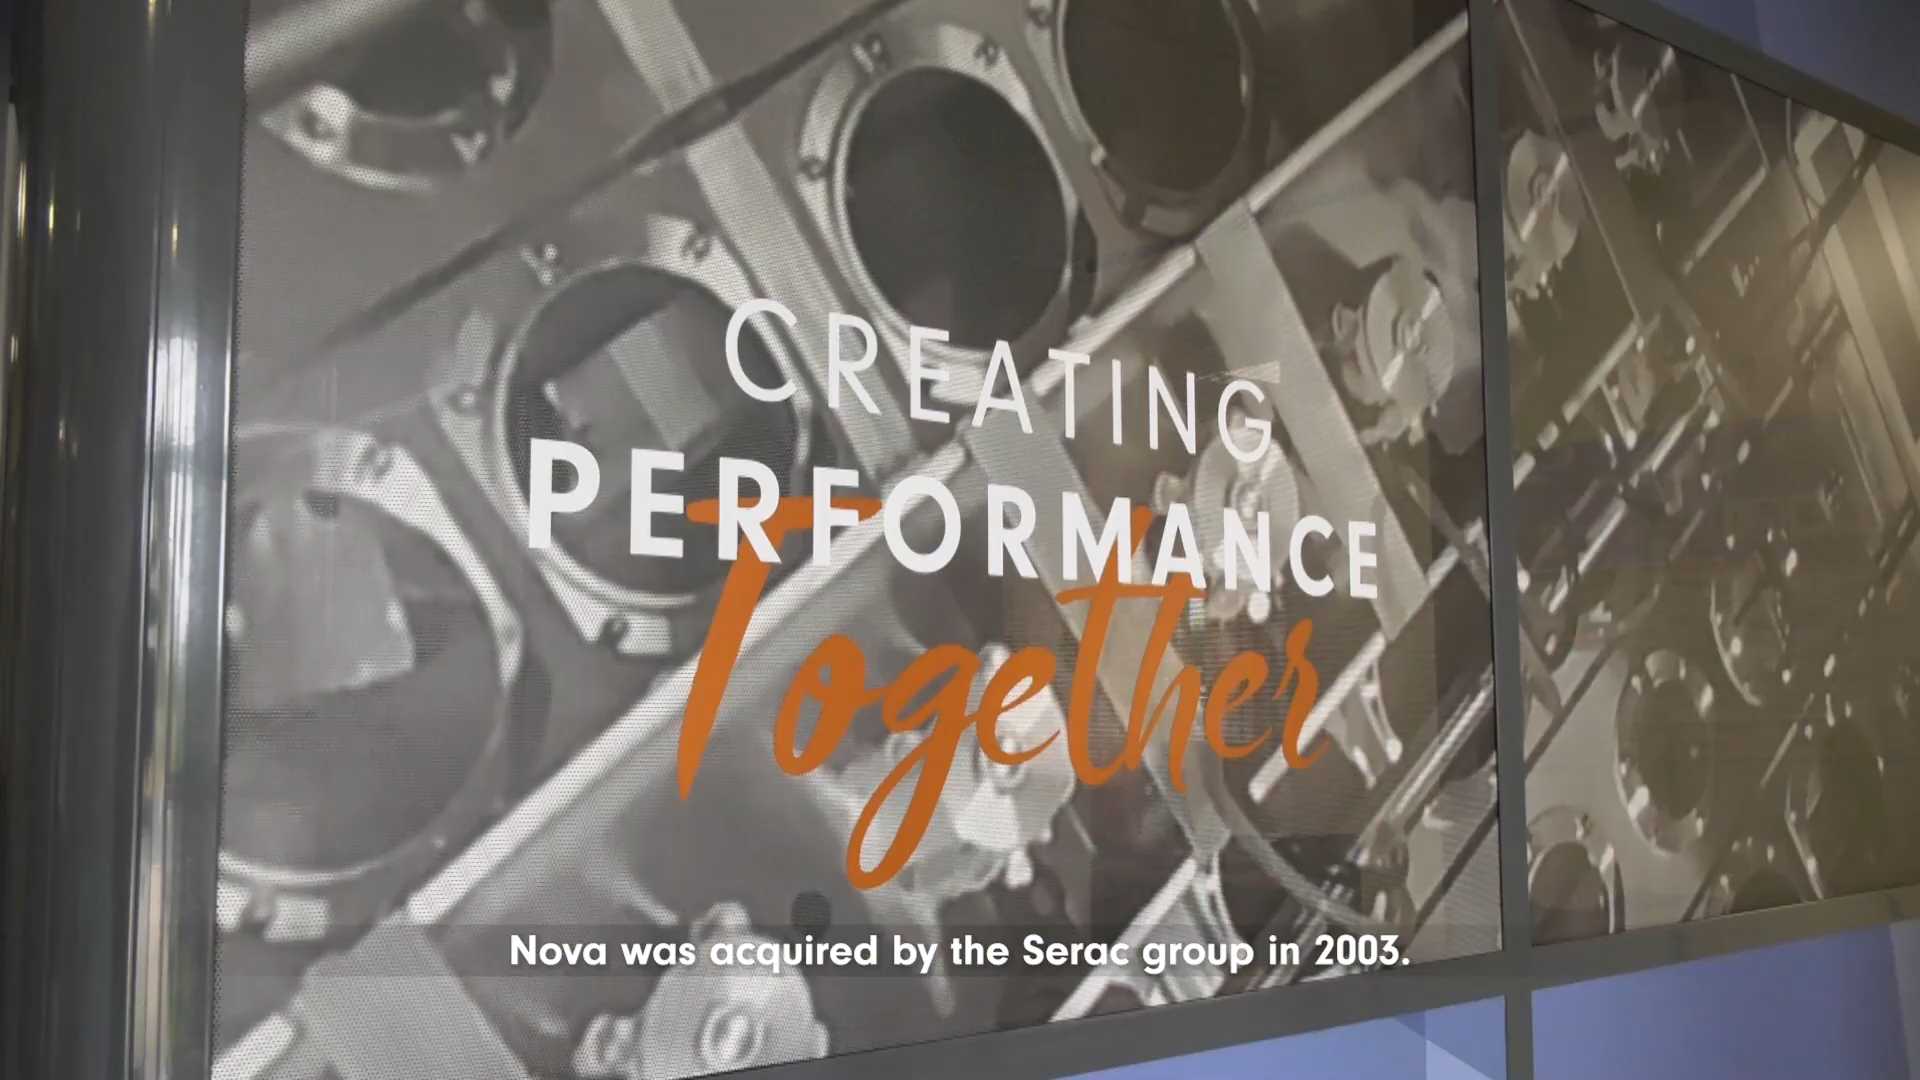 CREATING
PERFORMANCE
Together
Nova was acquired by the Serac group in 2003.